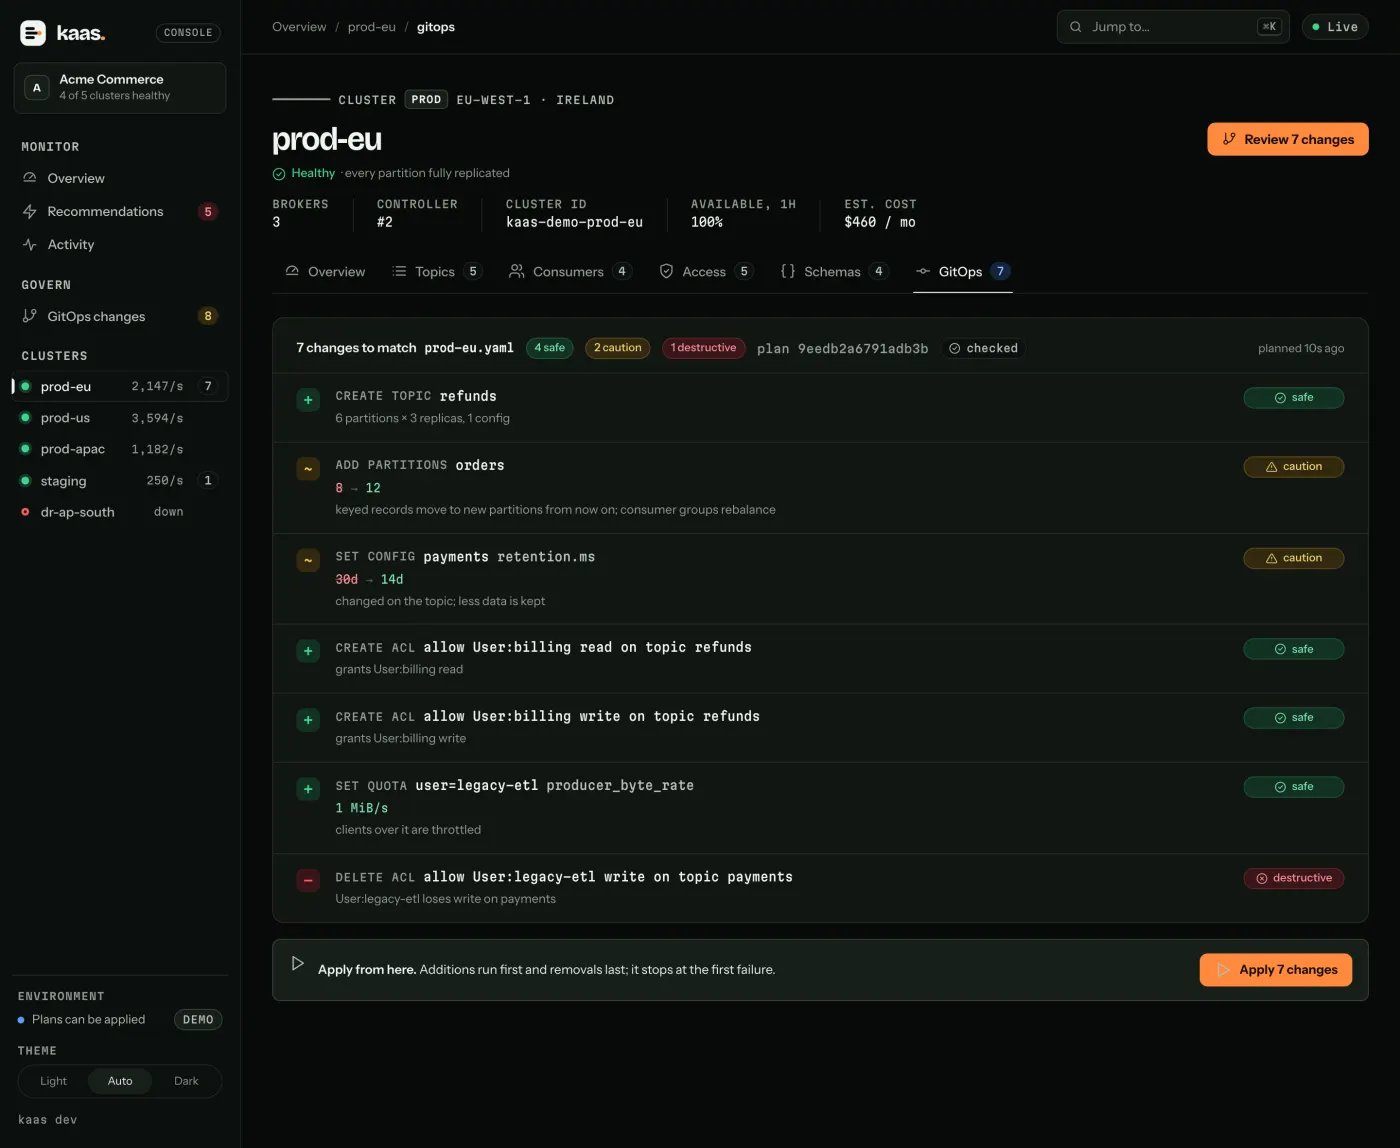 kaas.
CONSOLE
Overview / prod-eu / gitops
Jump to...
⌘K
Live
A
Acme Commerce
4 of 5 clusters healthy
MONITOR
Overview
Recommendations 5
Activity
GOVERN
GitOps changes 8
CLUSTERS
prod-eu 2,147/s 7
prod-us 3,594/s
prod-apac 1,182/s
staging 250/s 1
dr-ap-south down
ENVIRONMENT
Plans can be applied DEMO
THEME
Light Auto Dark
kaas dev
CLUSTER PROD EU-WEST-1 · IRELAND
prod-eu
Review 7 changes
Healthy · every partition fully replicated
BROKERS
3
CONTROLLER
#2
CLUSTER ID
kaas-demo-prod-eu
AVAILABLE, 1H
100%
EST. COST
$460 / mo
Overview Topics 5 Consumers 4 Access 5 Schemas 4 GitOps 7
7 changes to match prod-eu.yaml 4 safe 2 caution 1 destructive plan 9eedb2a6791adb3b checked planned 10s ago
+ CREATE TOPIC refunds safe
6 partitions × 3 replicas, 1 config
~ ADD PARTITIONS orders caution
8 → 12
keyed records move to new partitions from now on; consumer groups rebalance
~ SET CONFIG payments retention.ms caution
30d → 14d
changed on the topic; less data is kept
+ CREATE ACL allow User:billing read on topic refunds safe
grants User:billing read
+ CREATE ACL allow User:billing write on topic refunds safe
grants User:billing write
+ SET QUOTA user=legacy-etl producer_byte_rate safe
1 MiB/s
clients over it are throttled
− DELETE ACL allow User:legacy-etl write on topic payments destructive
User:legacy-etl loses write on payments
Apply from here. Additions run first and removals last; it stops at the first failure.
Apply 7 changes